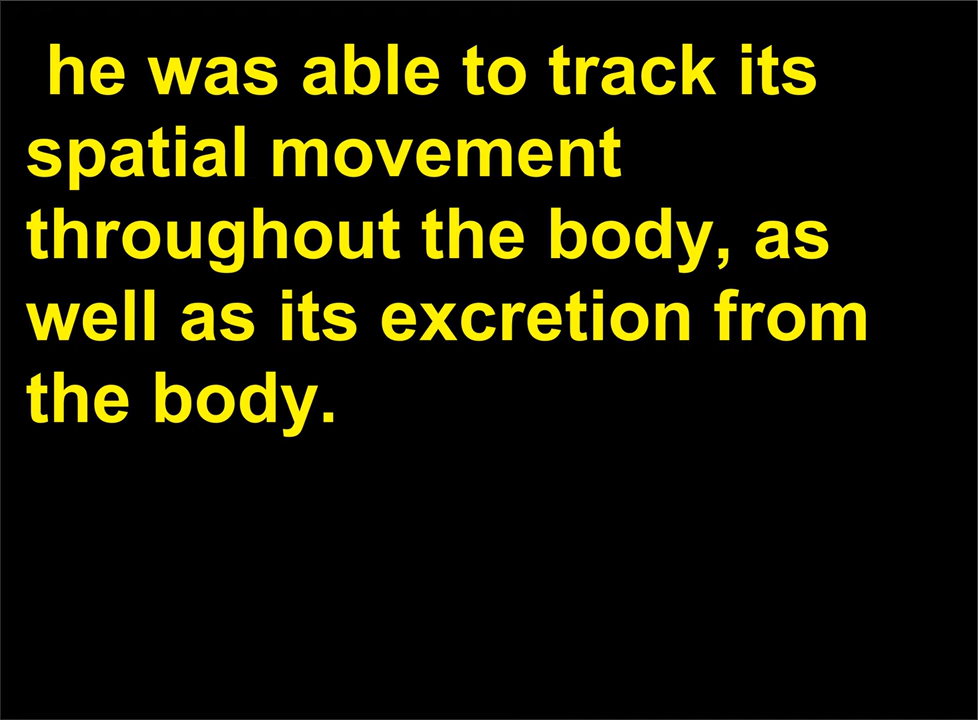 he was able to track its
spatial movement
throughout the body, as
well as its excretion from
the body.